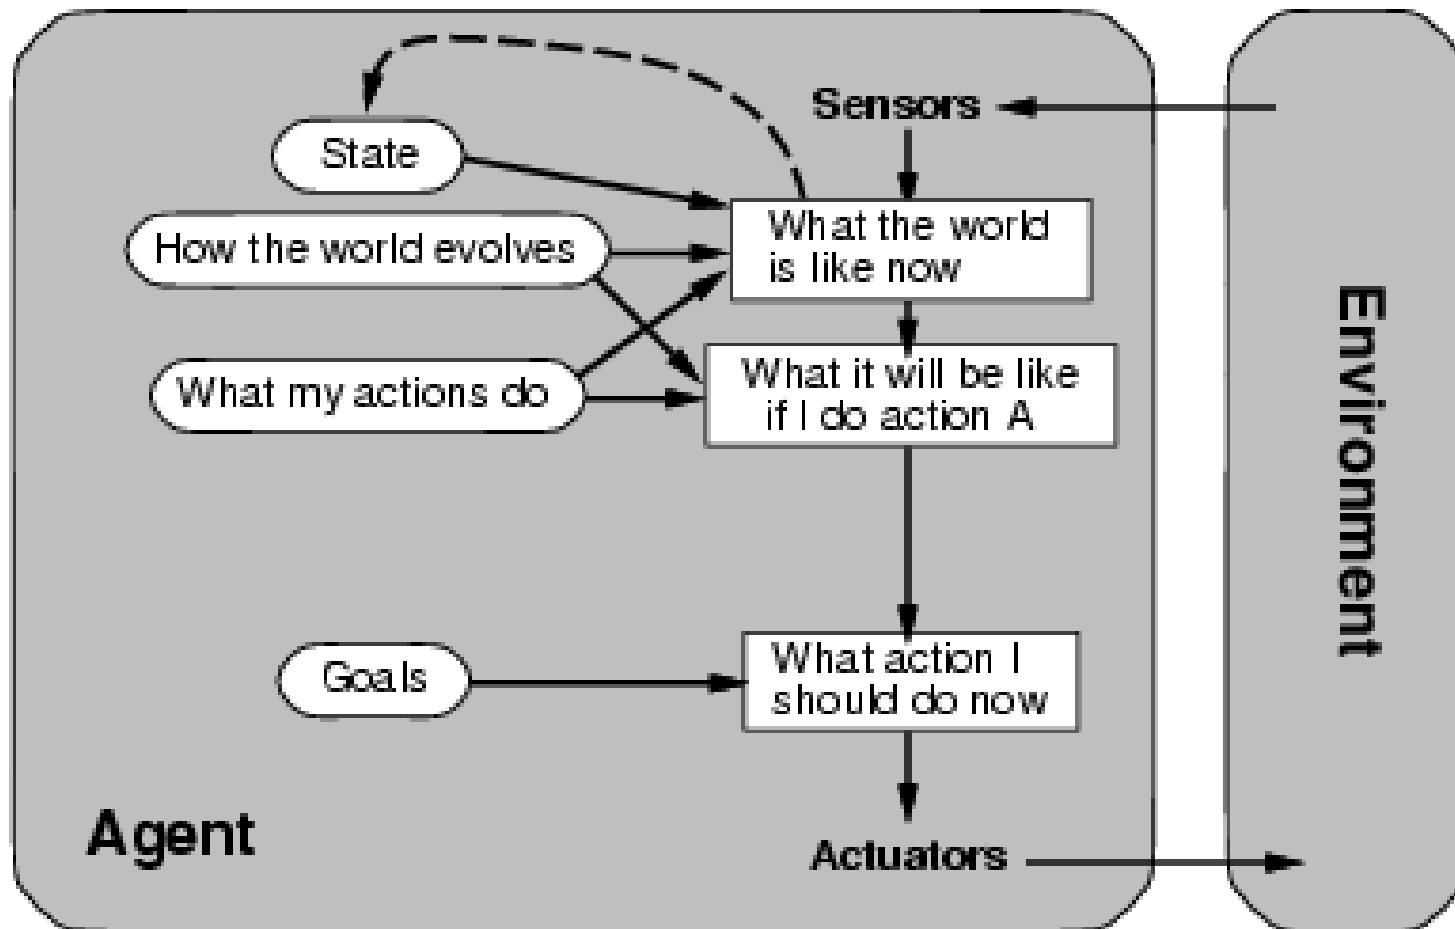 Sensors
State
What the world
is like now
How the world evolves
What it will be like
if I do action A
What my actions do
Environment
What action I
should do now
Goals
Agent
Actuators